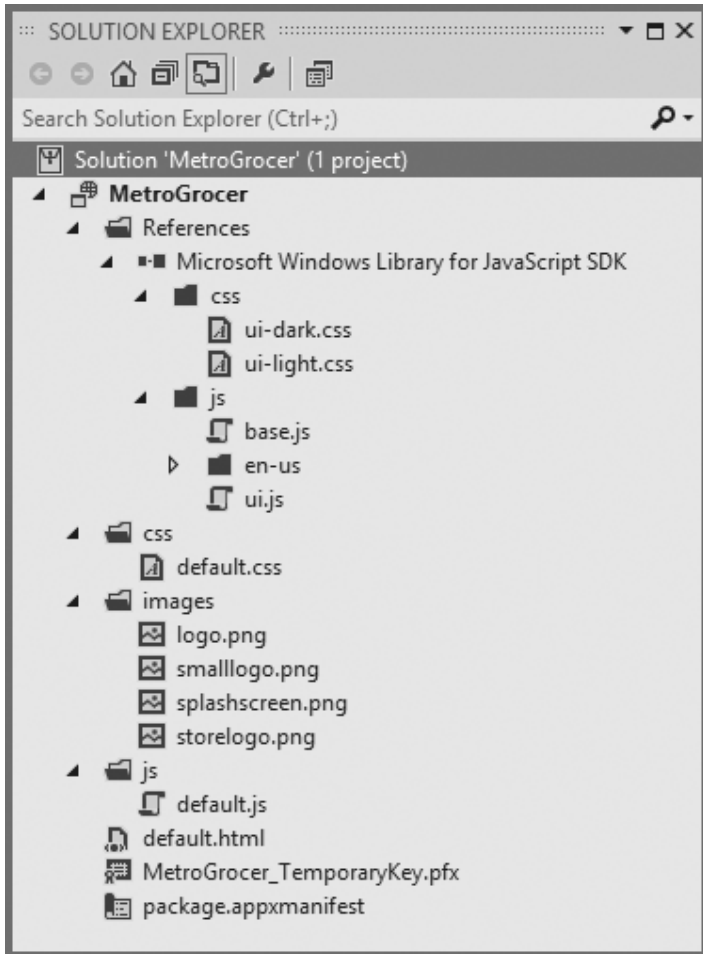 SOLUTION EXPLORER
Search Solution Explorer (Ctrl+;)
Solution 'MetroGrocer' (1 project)
MetroGrocer
References
Microsoft Windows Library for JavaScript SDK
css
ui-dark.css
ui-light.css
js
base.js
en-us
ui.js
css
default.css
images
logo.png
smalllogo.png
splashscreen.png
storelogo.png
js
default.js
default.html
MetroGrocer_TemporaryKey.pfx
package.appxmanifest